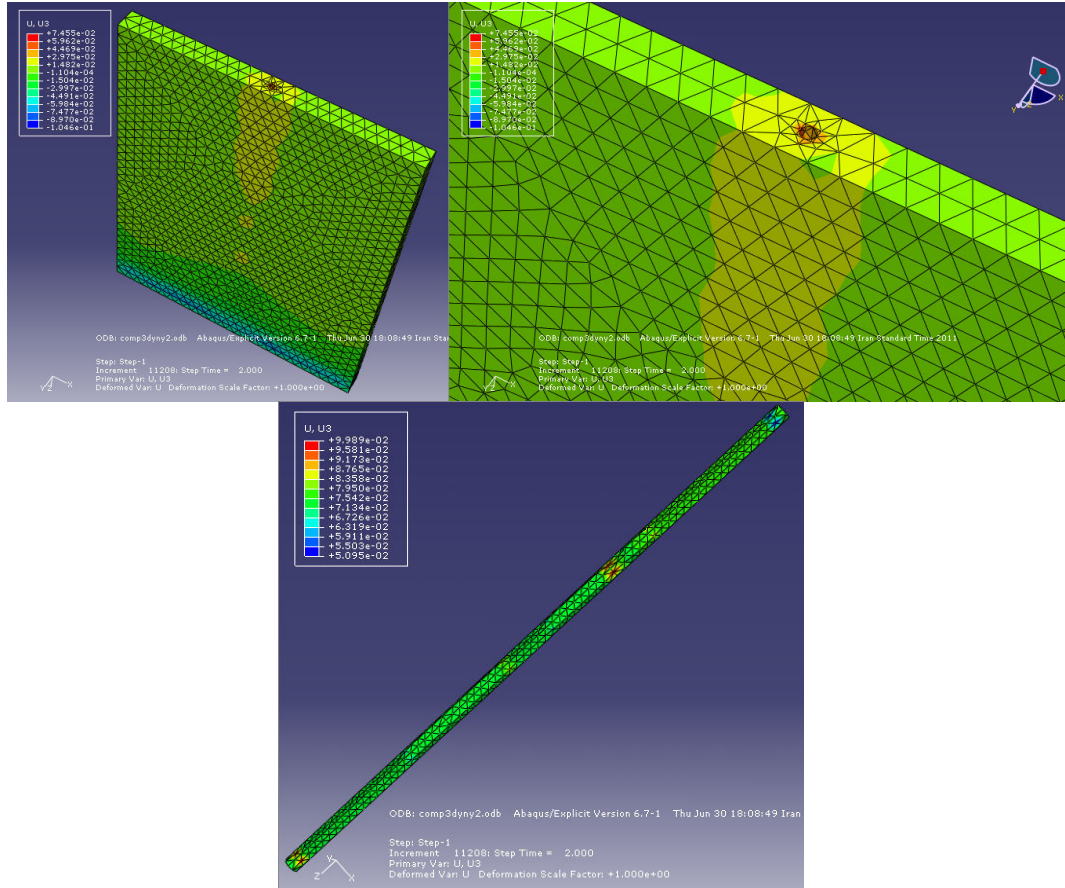 U, U3
+7.455e-02
+5.962e-02
+4.469e-02
+2.975e-02
+1.482e-02
-1.104e-04
-1.504e-02
-2.997e-02
-4.491e-02
-5.984e-02
-7.477e-02
-8.970e-02
-1.046e-01
ODB: comp3dyny2.odb Abaqus/Explicit Version 6.7-1 Thu Jun 30 18:08:49 Iran Stan
Step: Step-1
Increment 11208: Step Time = 2.000
Primary Var: U, U3
Deformed Var: U Deformation Scale Factor: +1.000e+00
Y
Z
X
U, U3
+7.455e-02
+5.962e-02
+4.469e-02
+2.975e-02
+1.482e-02
-1.104e-04
-1.504e-02
-2.997e-02
-4.491e-02
-5.984e-02
-7.477e-02
-8.970e-02
-1.046e-01
X
Y
Z
ODB: comp3dyny2.odb Abaqus/Explicit Version 6.7-1 Thu Jun 30 18:08:49 Iran Standard Time 2011
Step: Step-1
Increment 11208: Step Time = 2.000
Primary Var: U, U3
Deformed Var: U Deformation Scale Factor: +1.000e+00
Y
Z
X
U, U3
+9.989e-02
+9.581e-02
+9.173e-02
+8.765e-02
+8.358e-02
+7.950e-02
+7.542e-02
+7.134e-02
+6.726e-02
+6.319e-02
+5.911e-02
+5.503e-02
+5.095e-02
ODB: comp3dyny2.odb Abaqus/Explicit Version 6.7-1 Thu Jun 30 18:08:49 Iran
Step: Step-1
Increment 11208: Step Time = 2.000
Primary Var: U, U3
Deformed Var: U Deformation Scale Factor: +1.000e+00
Y
Z
X